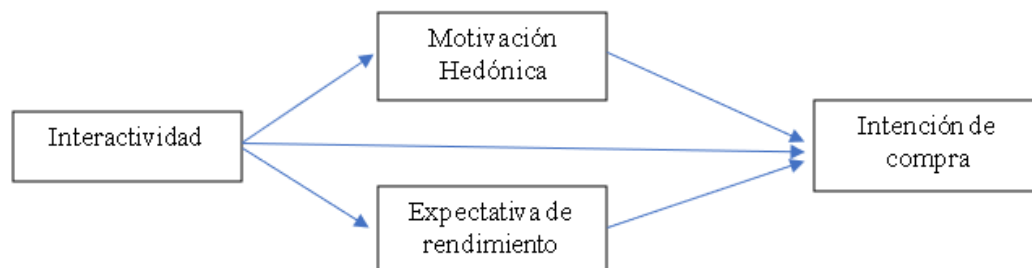 Motivación
Hedónica
Interactividad
Intención de
compra
Expectativa de
rendimiento